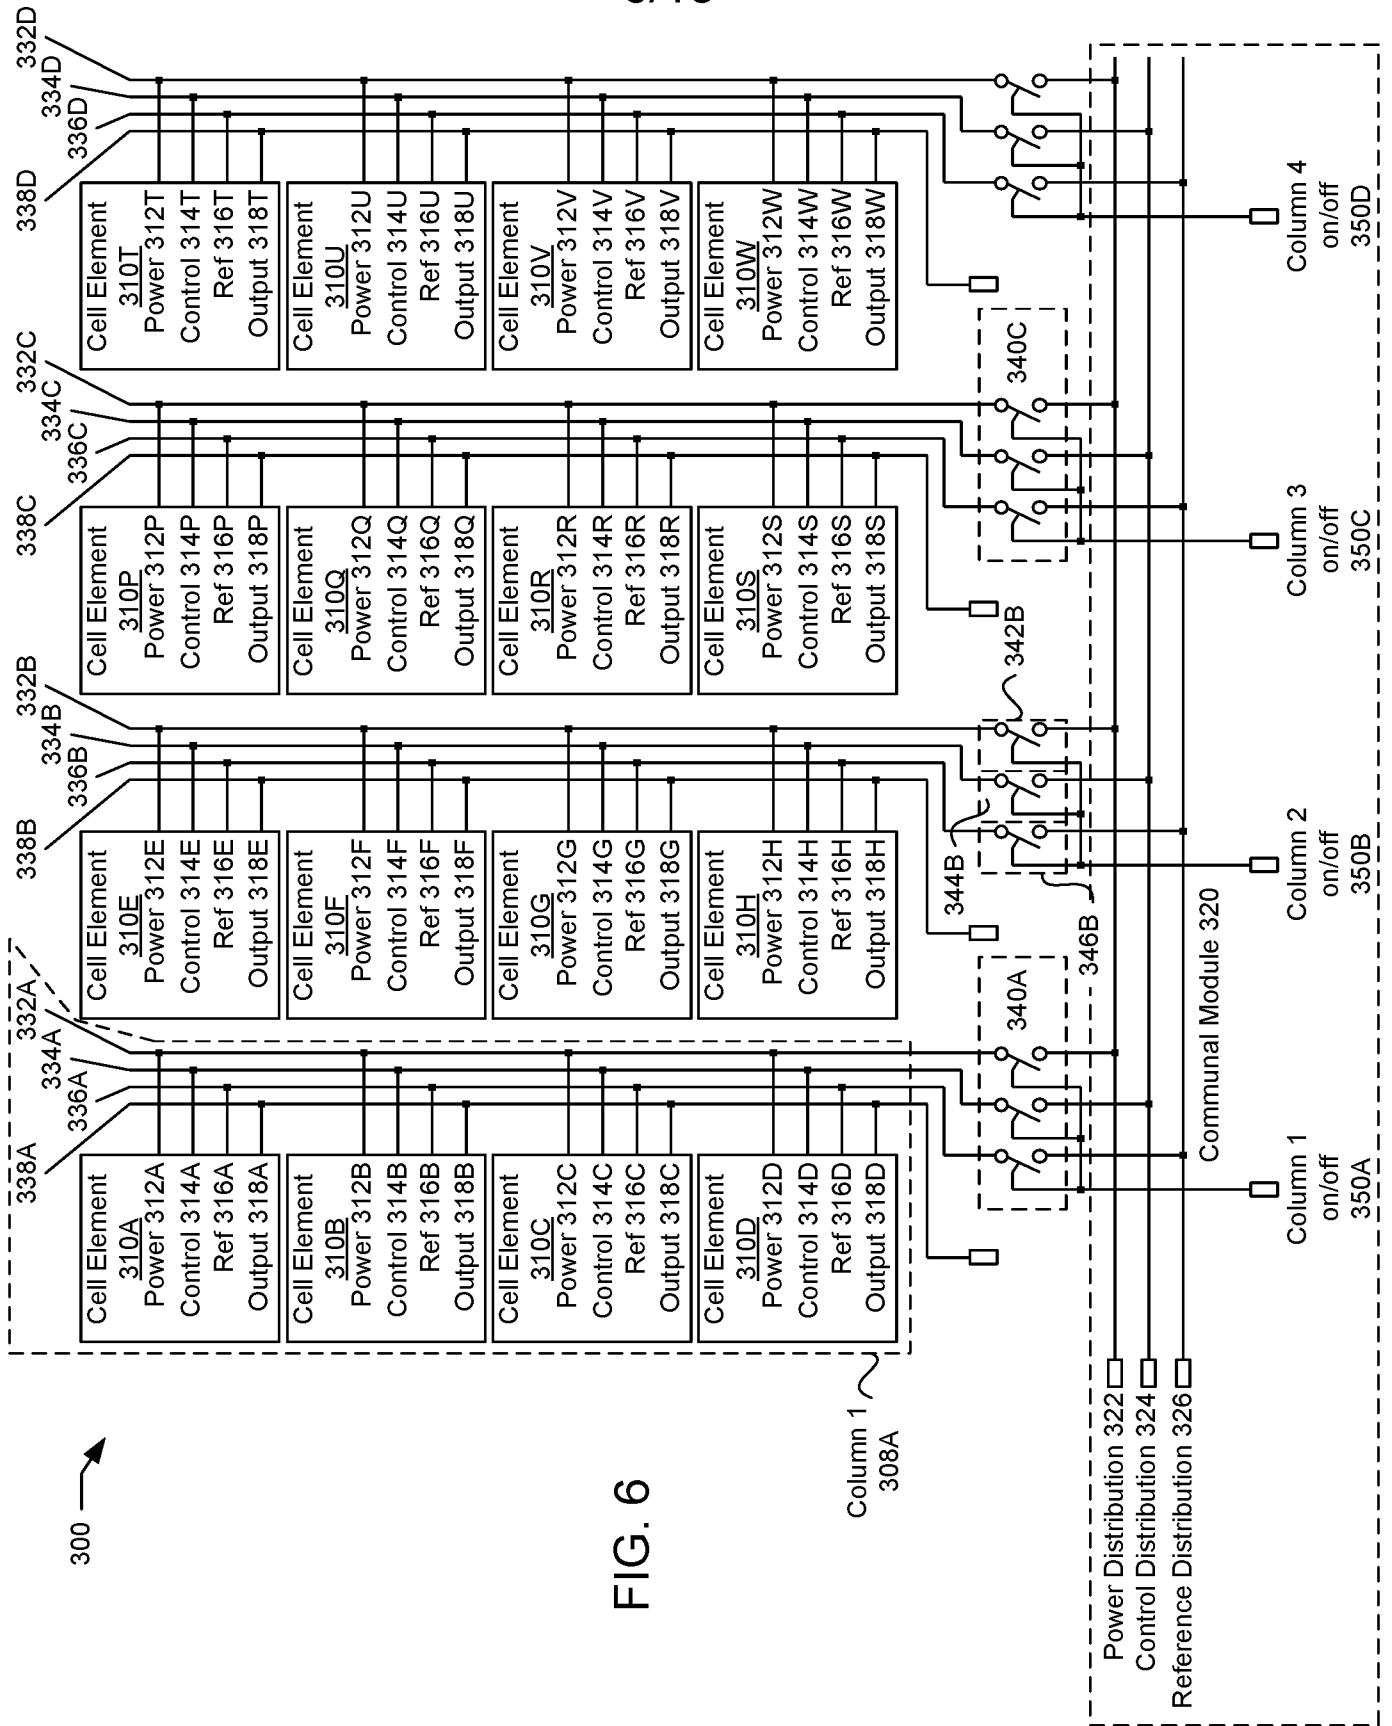 300
FIG. 6
Column 1
308A
338A
336A
334A
332A
Cell Element
310A
Power 312A
Control 314A
Ref 316A
Output 318A
Cell Element
310B
Power 312B
Control 314B
Ref 316B
Output 318B
Cell Element
310C
Power 312C
Control 314C
Ref 316C
Output 318C
Cell Element
310D
Power 312D
Control 314D
Ref 316D
Output 318D
340A
338B
336B
334B
332B
Cell Element
310E
Power 312E
Control 314E
Ref 316E
Output 318E
Cell Element
310F
Power 312F
Control 314F
Ref 316F
Output 318F
Cell Element
310G
Power 312G
Control 314G
Ref 316G
Output 318G
Cell Element
310H
Power 312H
Control 314H
Ref 316H
Output 318H
344B
346B
342B
338C
336C
334C
332C
Cell Element
310P
Power 312P
Control 314P
Ref 316P
Output 318P
Cell Element
310Q
Power 312Q
Control 314Q
Ref 316Q
Output 318Q
Cell Element
310R
Power 312R
Control 314R
Ref 316R
Output 318R
Cell Element
310S
Power 312S
Control 314S
Ref 316S
Output 318S
340C
338D
336D
334D
332D
Cell Element
310T
Power 312T
Control 314T
Ref 316T
Output 318T
Cell Element
310U
Power 312U
Control 314U
Ref 316U
Output 318U
Cell Element
310V
Power 312V
Control 314V
Ref 316V
Output 318V
Cell Element
310W
Power 312W
Control 314W
Ref 316W
Output 318W
Power Distribution 322
Control Distribution 324
Reference Distribution 326
Communal Module 320
Column 1
on/off
350A
Column 2
on/off
350B
Column 3
on/off
350C
Column 4
on/off
350D